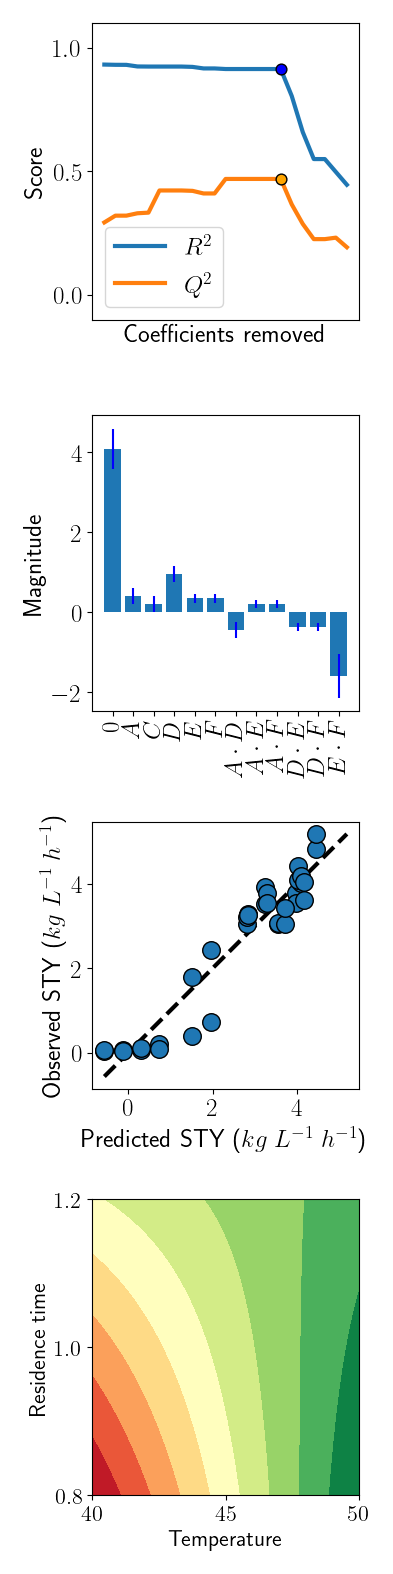 1.0
0.5
0.0
Score
R²
Q²
Coefficients removed
4
2
0
−2
Magnitude
0
A
C
D
E
F
A · D
A · E
A · F
D · E
D · F
E · F
4
2
0
Observed STY (kg L⁻¹ h⁻¹)
0 2 4
Predicted STY (kg L⁻¹ h⁻¹)
1.2
1.0
0.8
Residence time
40 45 50
Temperature